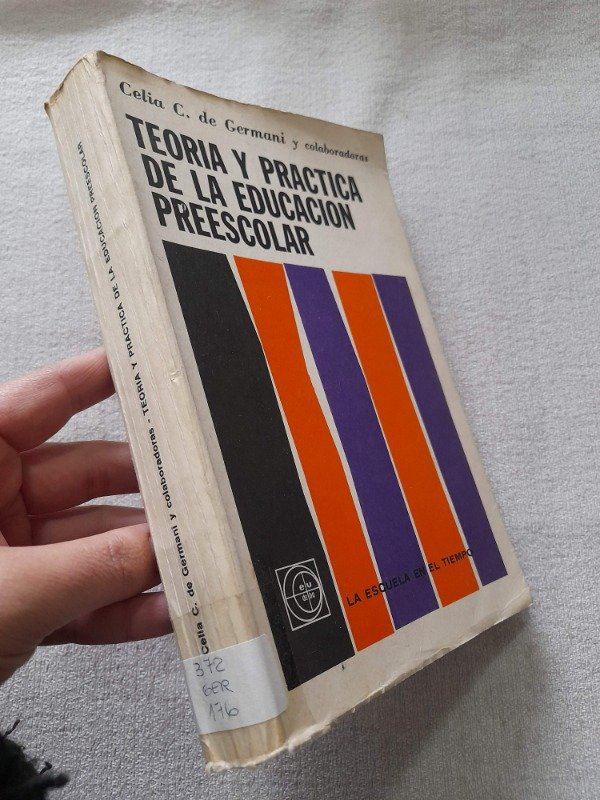 Celia C. de Germani y colaboradoras
TEORIA Y PRACTICA
DE LA EDUCACION
PREESCOLAR
LA ESCUELA EN EL TIEMPO
Celia C. de Germani y colaboradoras - TEORIA Y PRACTICA DE LA EDUCACION PREESCOLAR
372
GER
176